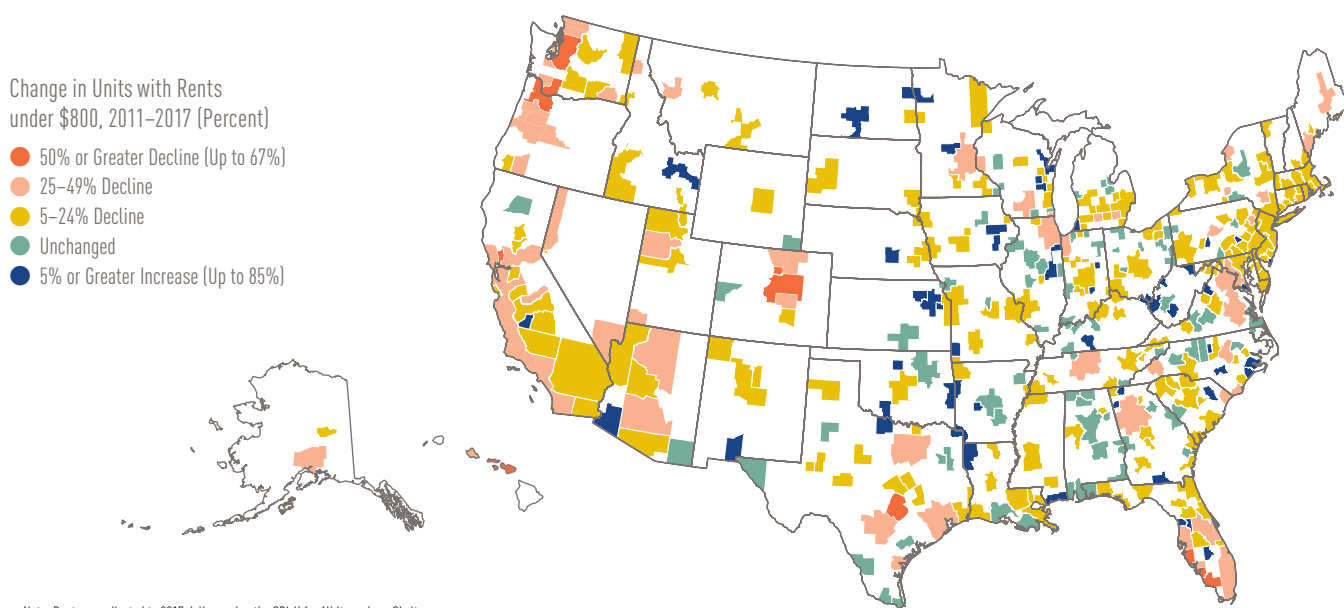 Change in Units with Rents
under $800, 2011–2017 (Percent)
50% or Greater Decline (Up to 67%)
25–49% Decline
5–24% Decline
Unchanged
5% or Greater Increase (Up to 85%)